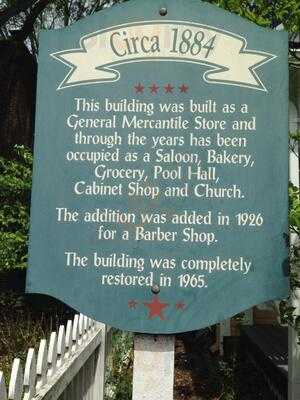 Circa 1884
This building was built as a
General Mercantile Store and
through the years has been
occupied as a Saloon, Bakery,
Grocery, Pool Hall,
Cabinet Shop and Church.
The addition was added in 1926
for a Barber Shop.
The building was completely
restored in 1965.